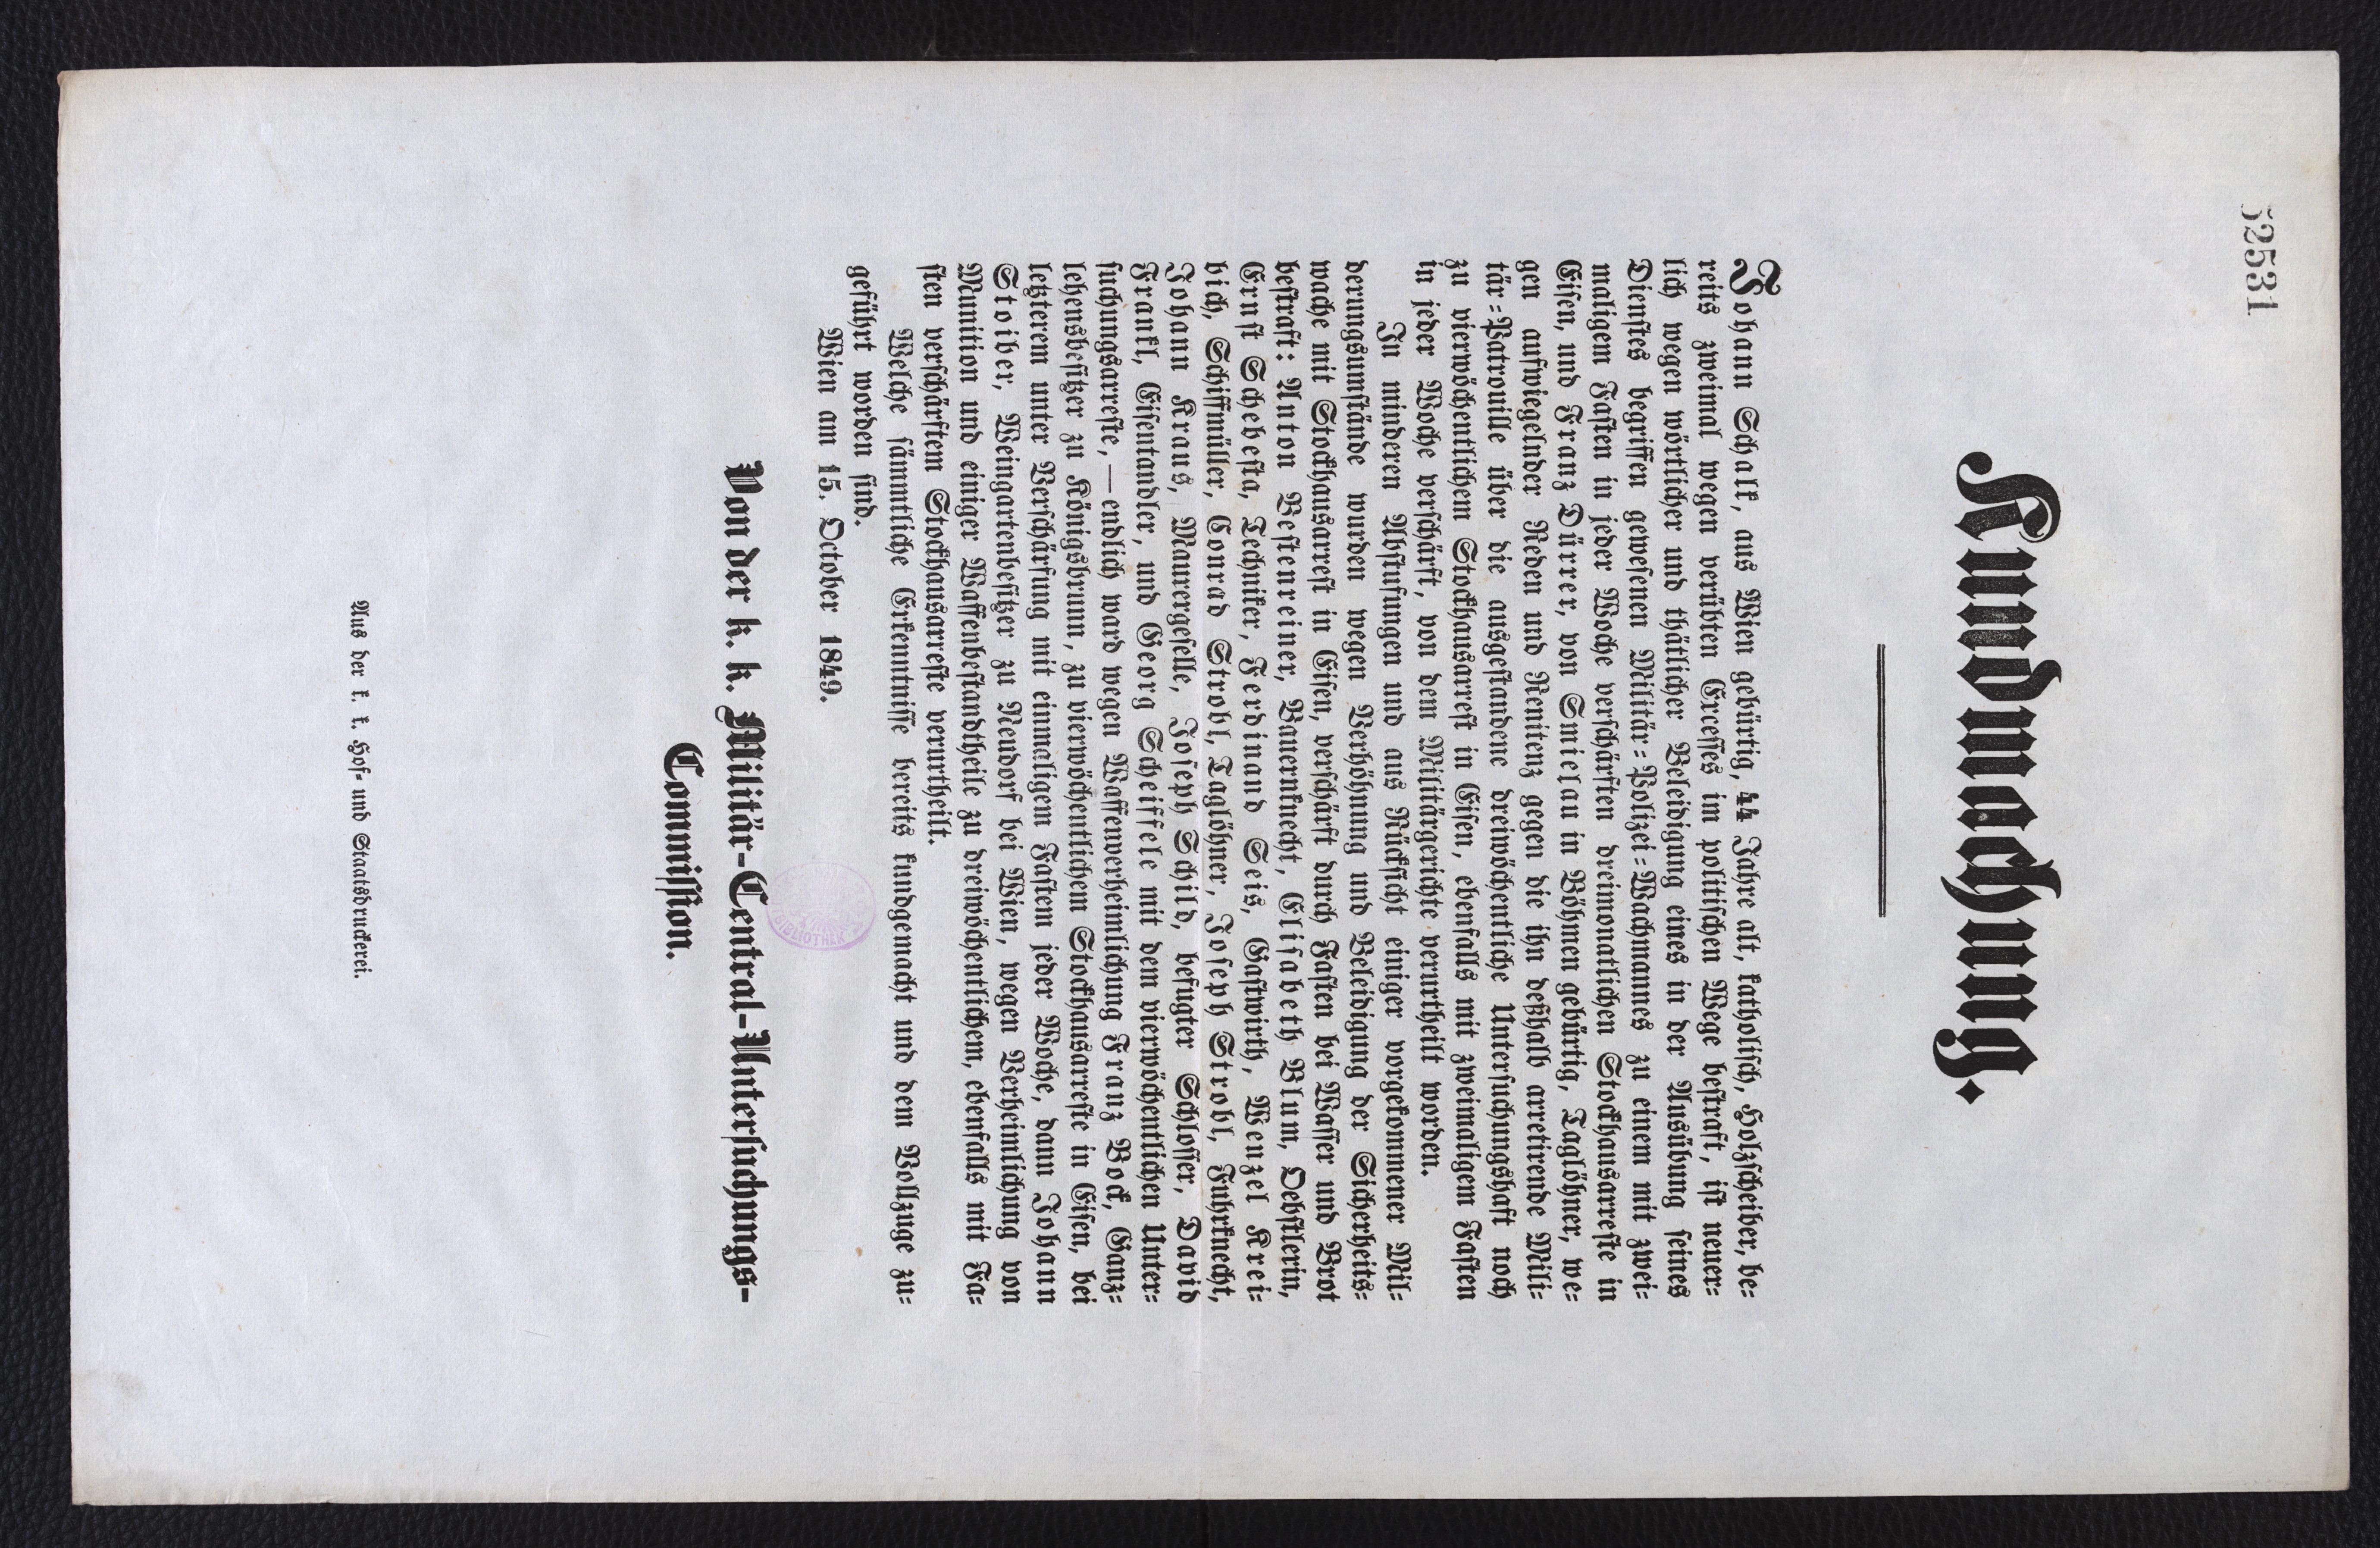 52531
Kundmachung.
Johann Schalk, aus Wien gebürtig, 44 Jahre alt, katholisch, Holzscheiber, be-
reits zweimal wegen verübten Excesses im politischen Wege bestraft, ist neuer-
lich wegen wörtlicher und thätlicher Beleidigung eines in der Ausübung seines
Dienstes begriffen gewesenen Militär-Polizei-Wachmannes zu einem mit zwei-
maligem Fasten in jeder Woche verschärften dreimonatlichen Stockhausarreste in
Eisen, und Franz Dürrer, von Smielau in Böhmen gebürtig, Taglöhner, we-
gen aufwiegelnder Reden und Renitenz gegen die ihn deßhalb arretirende Mili-
tär-Patrouille über die ausgestandene dreiwöchentliche Untersuchungshaft noch
zu vierwöchentlichem Stockhausarrest in Eisen, ebenfalls mit zweimaligem Fasten
in jeder Woche verschärft, von dem Militärgerichte verurtheilt worden.
In minderen Abstufungen und aus Rücksicht einiger vorgekommener Mil-
derungsumstände wurden wegen Verhöhnung und Beleidigung der Sicherheits-
wache mit Stockhausarrest in Eisen, verschärft durch Fasten bei Wasser und Brot
bestraft: Anton Bestenreiner, Bauernknecht, Elisabeth Blum, Oebstlerin,
Ernst Schebesta, Techniker, Ferdinand Seis, Gastwirth, Wenzel Krei-
bich, Schiffmüller, Conrad Strobl, Taglöhner, Joseph Strobl, Fuhrknecht,
Johann Kraus, Maurergeselle, Joseph Schild, befugter Schlosser, David
Frankl, Eisentandler, und Georg Scheiffele mit dem vierwöchentlichen Unter-
suchungsarreste, — endlich ward wegen Waffenverheimlichung Franz Bock, Ganz-
lehensbesitzer zu Königsbrunn, zu vierwöchentlichem Stockhausarreste in Eisen, bei
letzterem unter Verschärfung mit einmaligem Fastem jeder Woche, dann Johann
Stoiber, Weingartenbesitzer zu Neudorf bei Wien, wegen Verheimlichung von
Munition und einiger Waffenbestandtheile zu dreiwöchentlichem, ebenfalls mit Fa-
sten verschärftem Stockhausarreste verurtheilt.
Welche sämmtliche Erkenntnisse bereits kundgemacht und dem Vollzuge zu-
geführt worden sind.
Wien am 15. October 1849.
Von der k. k. Militär-Central-Untersuchungs-
Commission.
BIBLIOTHEK
Aus der k. k. Hof- und Staatsdruckerei.